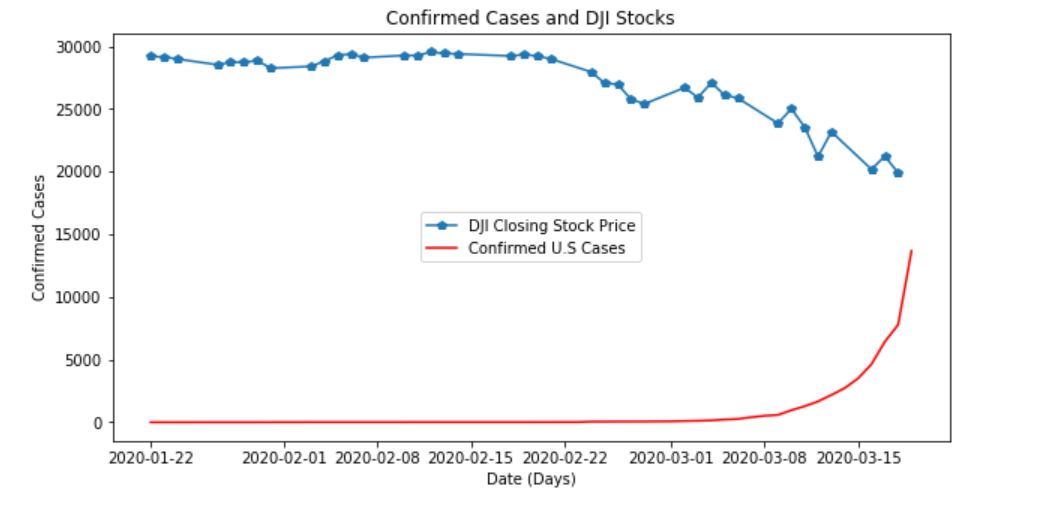 Confirmed Cases and DJI Stocks
30000
25000
20000
15000
10000
5000
0
Confirmed Cases
DJI Closing Stock Price
Confirmed U.S Cases
2020-01-22 2020-02-01 2020-02-08 2020-02-15 2020-02-22 2020-03-01 2020-03-08 2020-03-15
Date (Days)